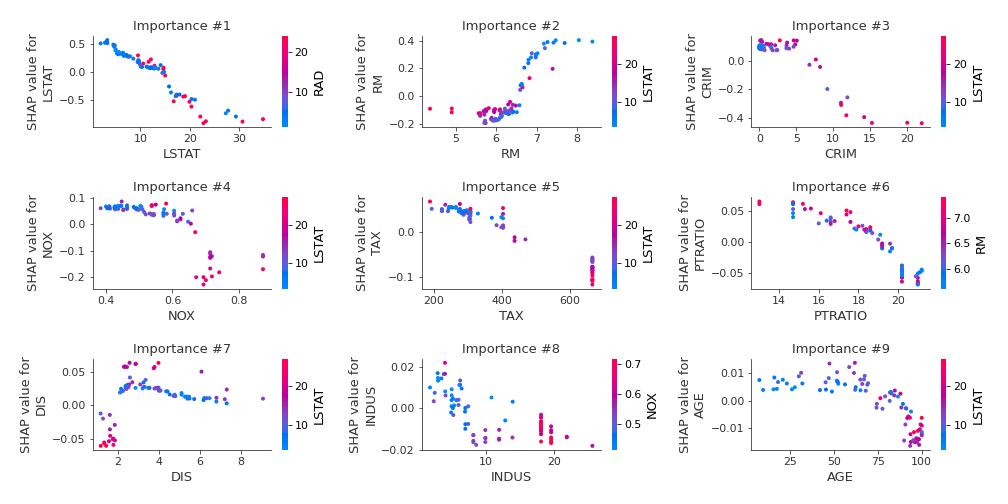 Importance #1
SHAP value for
LSTAT
0.5
0.0
−0.5
10
20
30
LSTAT
20
10
RAD
Importance #2
SHAP value for
RM
0.4
0.2
0.0
−0.2
5
6
7
8
RM
20
10
LSTAT
Importance #3
SHAP value for
CRIM
0.0
−0.2
−0.4
0
5
10
15
20
CRIM
20
10
LSTAT
Importance #4
SHAP value for
NOX
0.1
0.0
−0.1
−0.2
0.4
0.6
0.8
NOX
20
10
LSTAT
Importance #5
SHAP value for
TAX
0.0
−0.1
200
400
600
TAX
20
10
LSTAT
Importance #6
SHAP value for
PTRATIO
0.05
0.00
−0.05
14
16
18
20
PTRATIO
7.0
6.5
6.0
RM
Importance #7
SHAP value for
DIS
0.05
0.00
−0.05
2
4
6
8
DIS
20
10
LSTAT
Importance #8
SHAP value for
INDUS
0.02
0.00
−0.02
10
20
INDUS
0.7
0.6
0.5
NOX
Importance #9
SHAP value for
AGE
0.01
0.00
−0.01
25
50
75
100
AGE
20
10
LSTAT